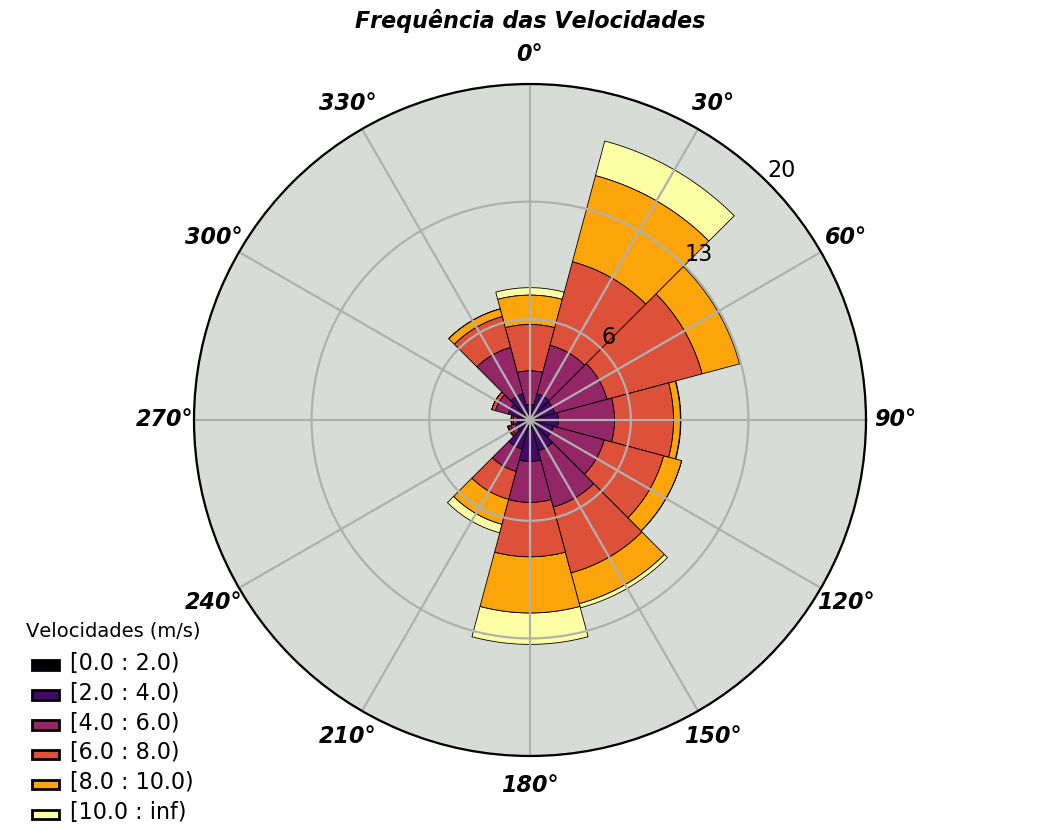 Frequência das Velocidades
0°
330°
30°
20
300°
60°
13
6
270°
90°
240°
120°
210°
150°
180°
Velocidades (m/s)
[0.0 : 2.0)
[2.0 : 4.0)
[4.0 : 6.0)
[6.0 : 8.0)
[8.0 : 10.0)
[10.0 : inf)